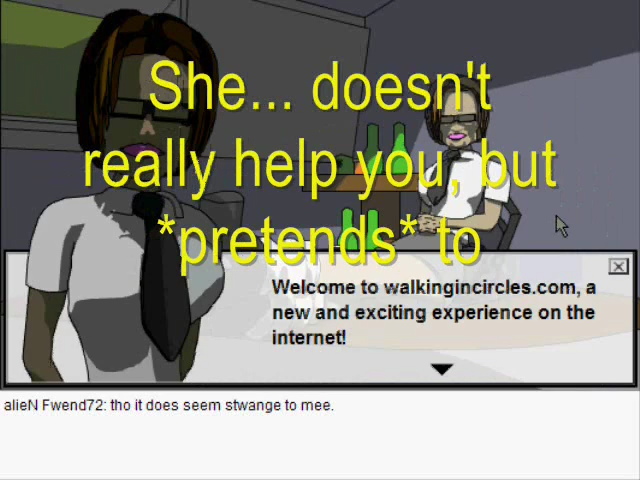 She... doesn't
really help you, but
*pretends* to
Welcome to walkingincircles.com, a
new and exciting experience on the
internet!
alieN Fwend72: tho it does seem stwange to mee.